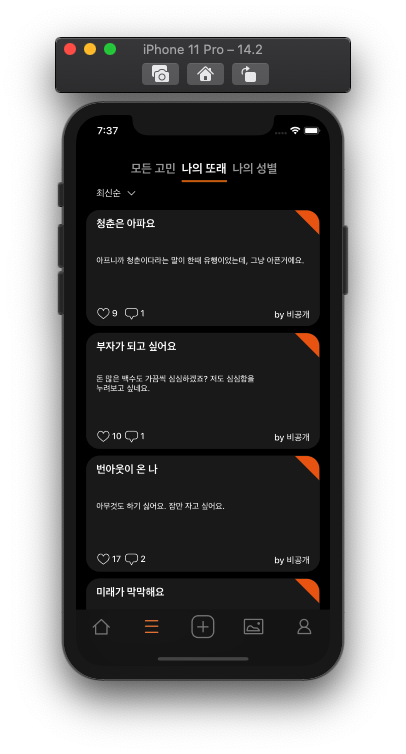 iPhone 11 Pro – 14.2
7:37
모든 고민 나의 또래 나의 성별
최신순
청춘은 아파요
아프니까 청춘이다라는 말이 한때 유행이었는데, 그냥 아픈거에요.
9 1 by 비공개
부자가 되고 싶어요
돈 많은 백수도 가끔씩 심심하겠죠? 저도 심심함을
누려보고 싶네요.
10 1 by 비공개
번아웃이 온 나
아무것도 하기 싫어요. 잠만 자고 싶어요.
17 2 by 비공개
미래가 막막해요